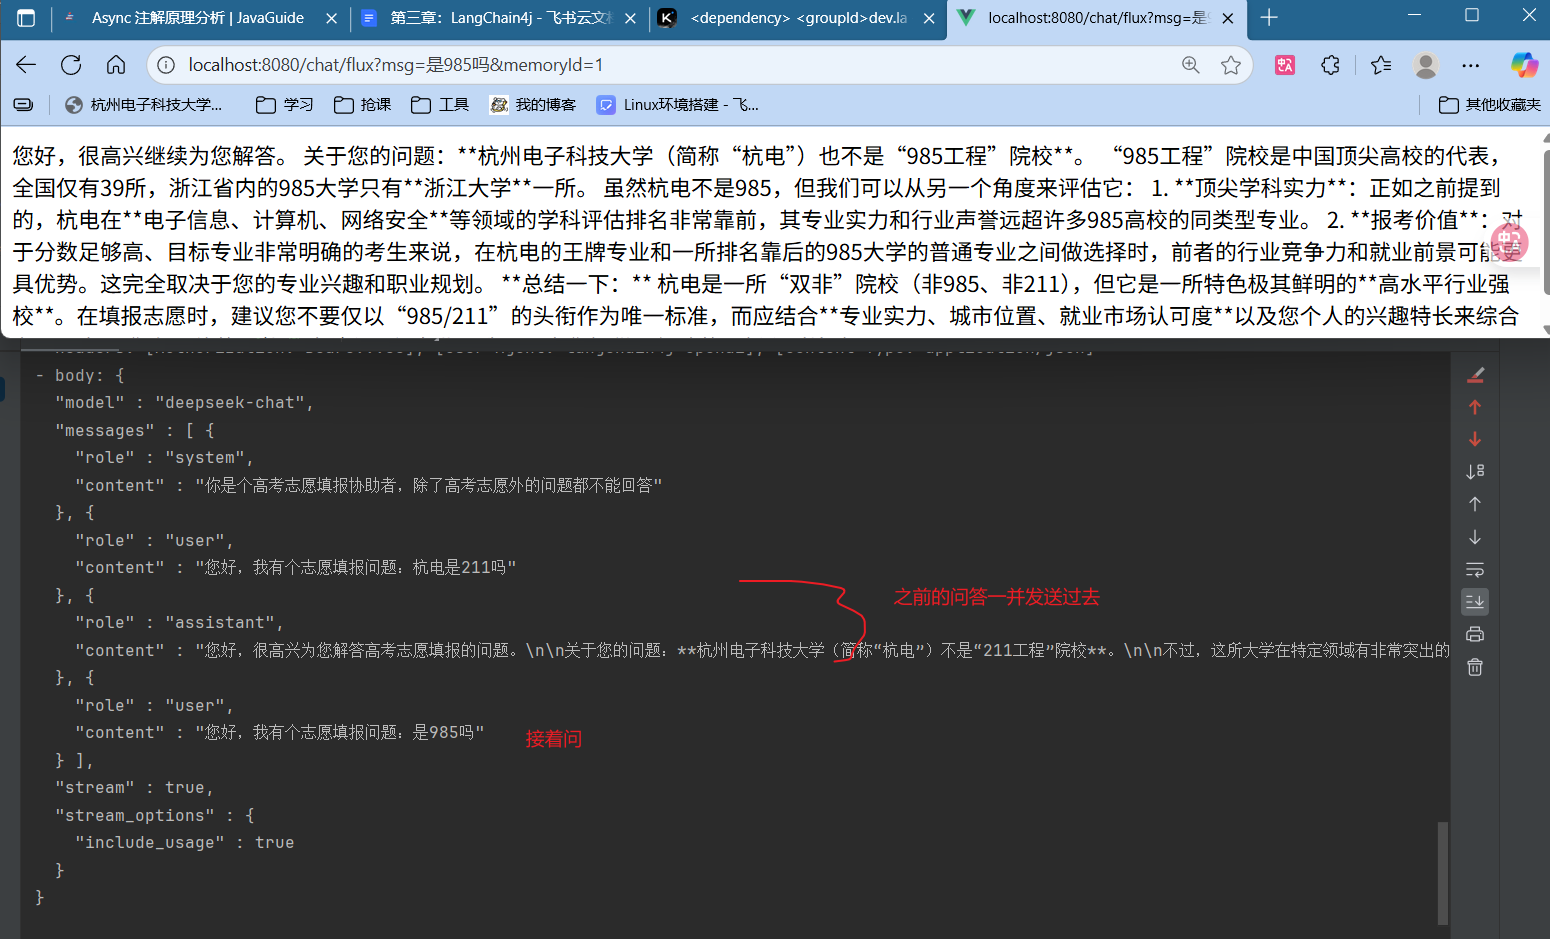 Async 注解原理分析 | JavaGuide
第三章：LangChain4j - 飞书云文
<dependency> <groupId>dev.la
localhost:8080/chat/flux?msg=是9
localhost:8080/chat/flux?msg=是985吗&memoryId=1
杭州电子科技大学...
学习
抢课
工具
我的博客
Linux环境搭建 - 飞...
其他收藏夹
您好，很高兴继续为您解答。 关于您的问题：**杭州电子科技大学（简称“杭电”）也不是“985工程”院校**。 “985工程”院校是中国顶尖高校的代表，
全国仅有39所，浙江省内的985大学只有**浙江大学**一所。 虽然杭电不是985，但我们可以从另一个角度来评估它： 1. **顶尖学科实力**：正如之前提到
的，杭电在**电子信息、计算机、网络安全**等领域的学科评估排名非常靠前，其专业实力和行业声誉远超许多985高校的同类型专业。 2. **报考价值**：对
于分数足够高、目标专业非常明确的考生来说，在杭电的王牌专业和一所排名靠后的985大学的普通专业之间做选择时，前者的行业竞争力和就业前景可能更
具优势。这完全取决于您的专业兴趣和职业规划。 **总结一下：** 杭电是一所“双非”院校（非985、非211），但它是一所特色极其鲜明的**高水平行业强
校**。在填报志愿时，建议您不要仅以“985/211”的头衔作为唯一标准，而应结合**专业实力、城市位置、就业市场认可度**以及您个人的兴趣特长来综合
- body: {
"model" : "deepseek-chat",
"messages" : [ {
"role" : "system",
"content" : "你是个高考志愿填报协助者，除了高考志愿外的问题都不能回答"
}, {
"role" : "user",
"content" : "您好，我有个志愿填报问题：杭电是211吗"
}, {
之前的问答一并发送过去
"role" : "assistant",
"content" : "您好，很高兴为您解答高考志愿填报的问题。\n\n关于您的问题：**杭州电子科技大学（简称“杭电”）不是“211工程”院校**。\n\n不过，这所大学在特定领域有非常突出的
}, {
"role" : "user",
"content" : "您好，我有个志愿填报问题：是985吗"
接着问
} ],
"stream" : true,
"stream_options" : {
"include_usage" : true
}
}